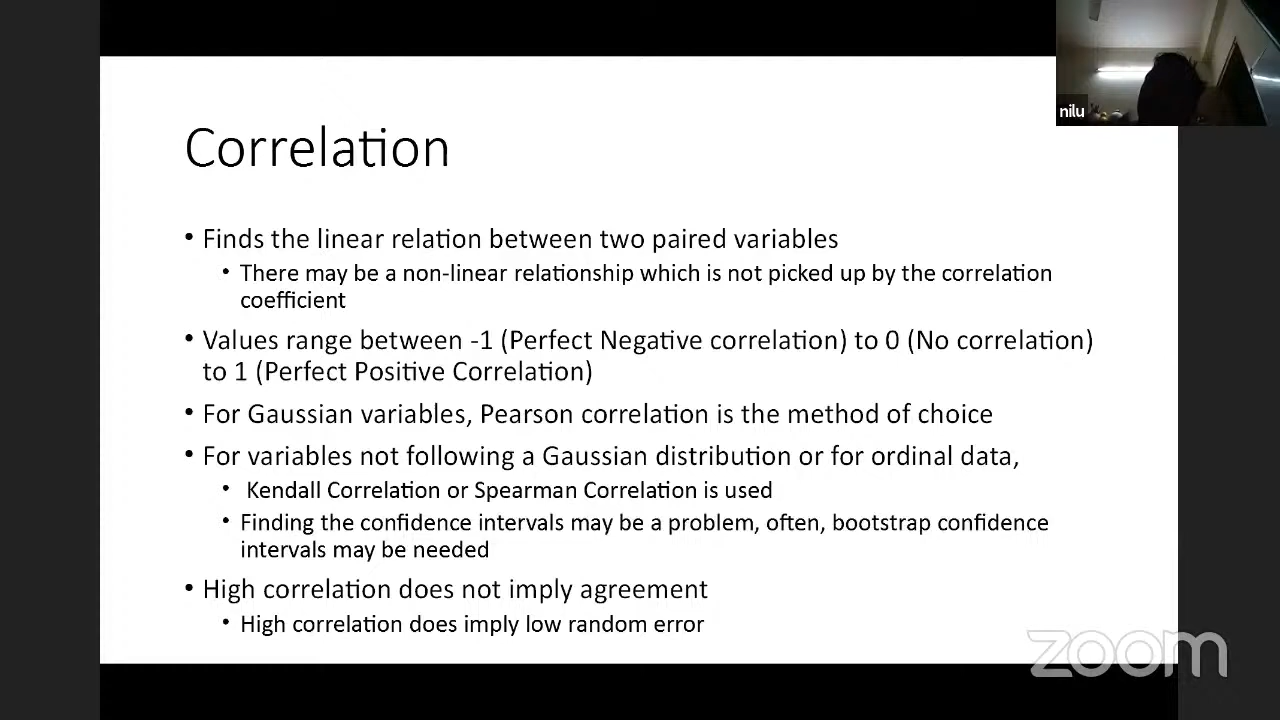 nilu
Correlation
• Finds the linear relation between two paired variables
• There may be a non-linear relationship which is not picked up by the correlation
coefficient
• Values range between -1 (Perfect Negative correlation) to 0 (No correlation)
to 1 (Perfect Positive Correlation)
• For Gaussian variables, Pearson correlation is the method of choice
• For variables not following a Gaussian distribution or for ordinal data,
• Kendall Correlation or Spearman Correlation is used
• Finding the confidence intervals may be a problem, often, bootstrap confidence
intervals may be needed
• High correlation does not imply agreement
• High correlation does imply low random error
zoom